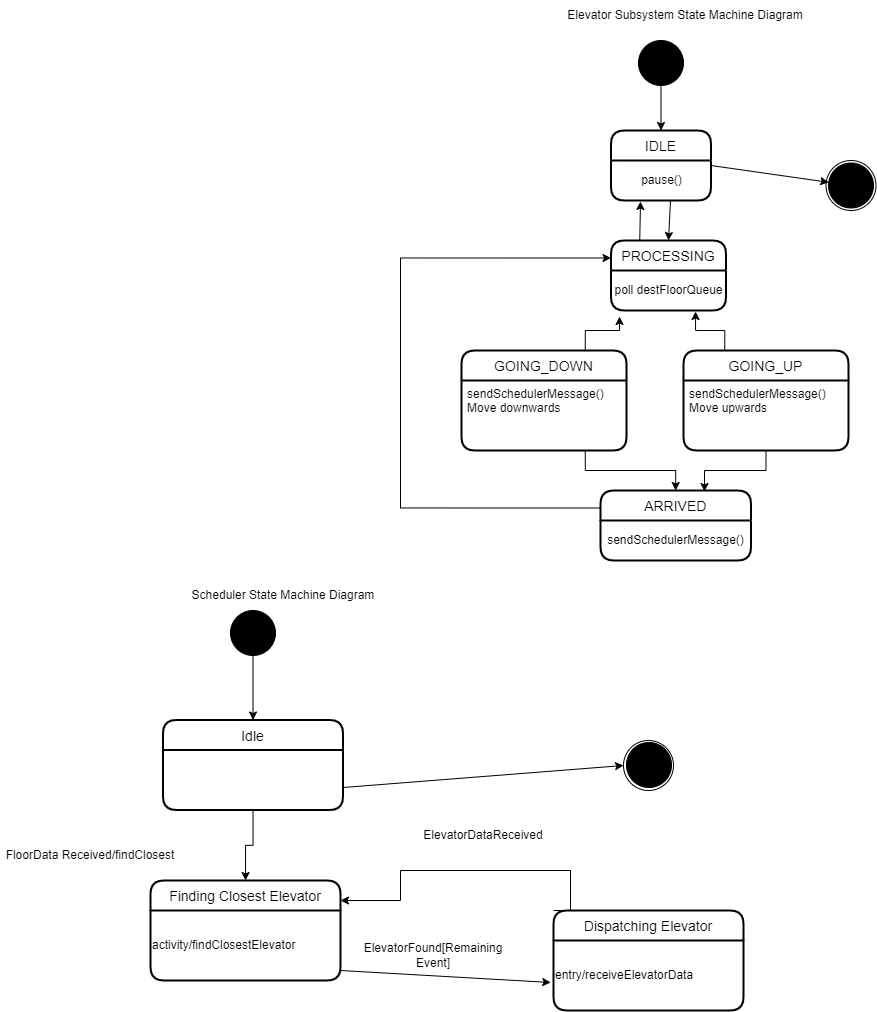 Elevator Subsystem State Machine Diagram
IDLE
pause()
PROCESSING
poll destFloorQueue
GOING_DOWN
sendSchedulerMessage()
Move downwards
GOING_UP
sendSchedulerMessage()
Move upwards
ARRIVED
sendSchedulerMessage()
Scheduler State Machine Diagram
Idle
FloorData Received/findClosest
ElevatorDataReceived
Finding Closest Elevator
activity/findClosestElevator
ElevatorFound[Remaining
Event]
Dispatching Elevator
entry/receiveElevatorData